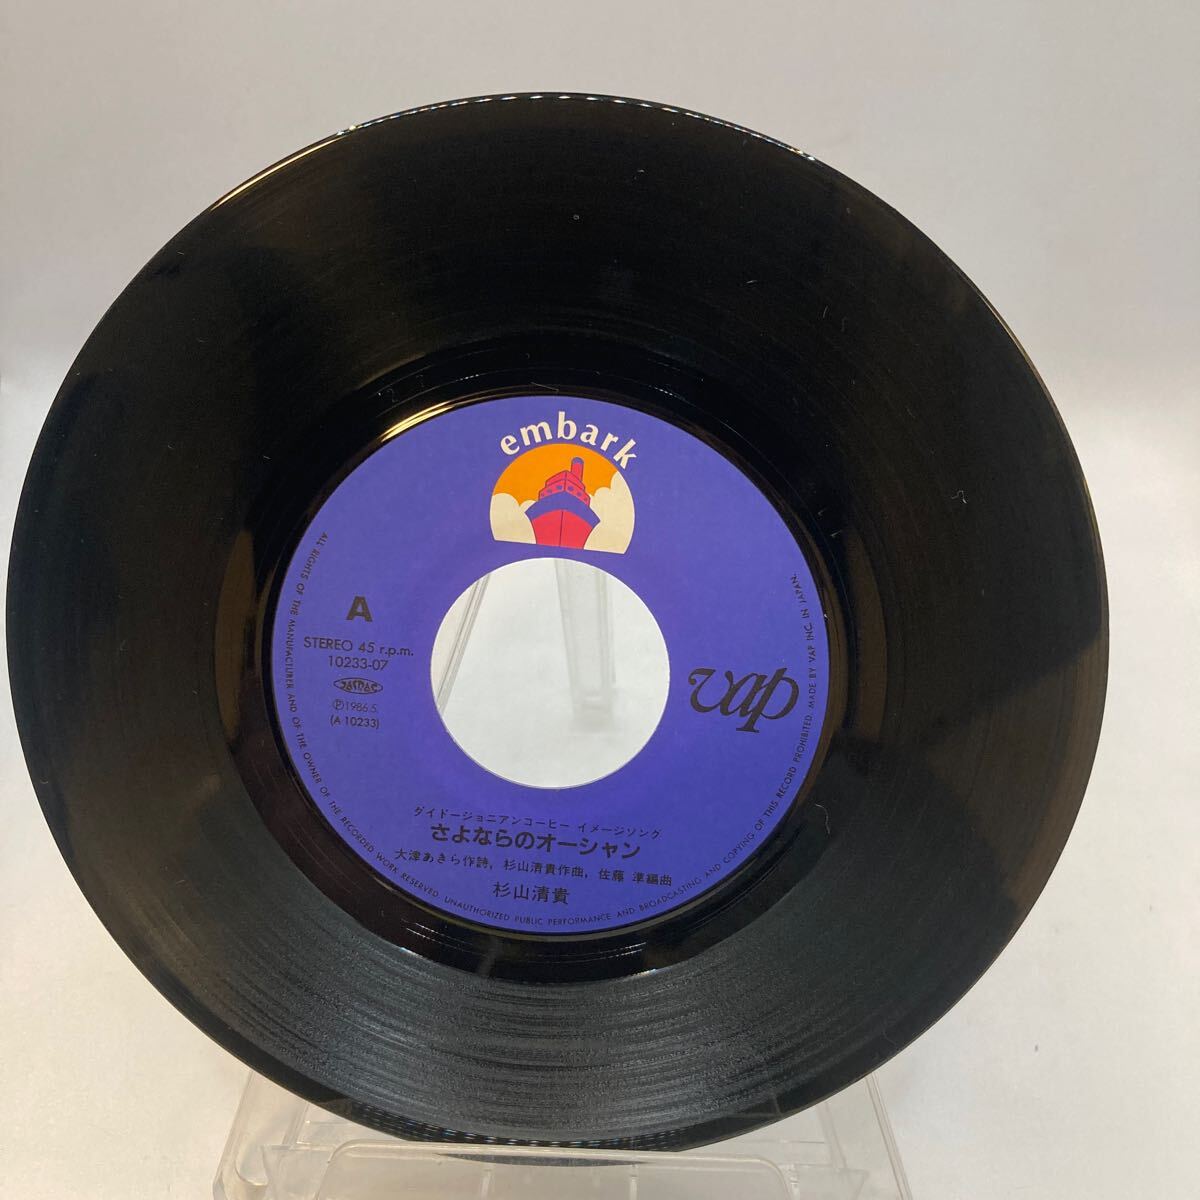 embark
A
STEREO 45 r.p.m.
10233-07
JASRAC
Ⓟ1986.5.
(A 10233)
vap
ダイドージョニアンコーヒー イメージソング
さよならのオーシャン
大津あきら作詩, 杉山清貴作曲, 佐藤 準編曲
杉山清貴
ALL RIGHTS OF THE MANUFACTURER AND OF THE OWNER OF THE RECORDED WORK RESERVED. UNAUTHORIZED PUBLIC PERFORMANCE AND BROADCASTING AND COPYING OF THIS RECORD PROHIBITED. MADE BY VAP INC. IN JAPAN.